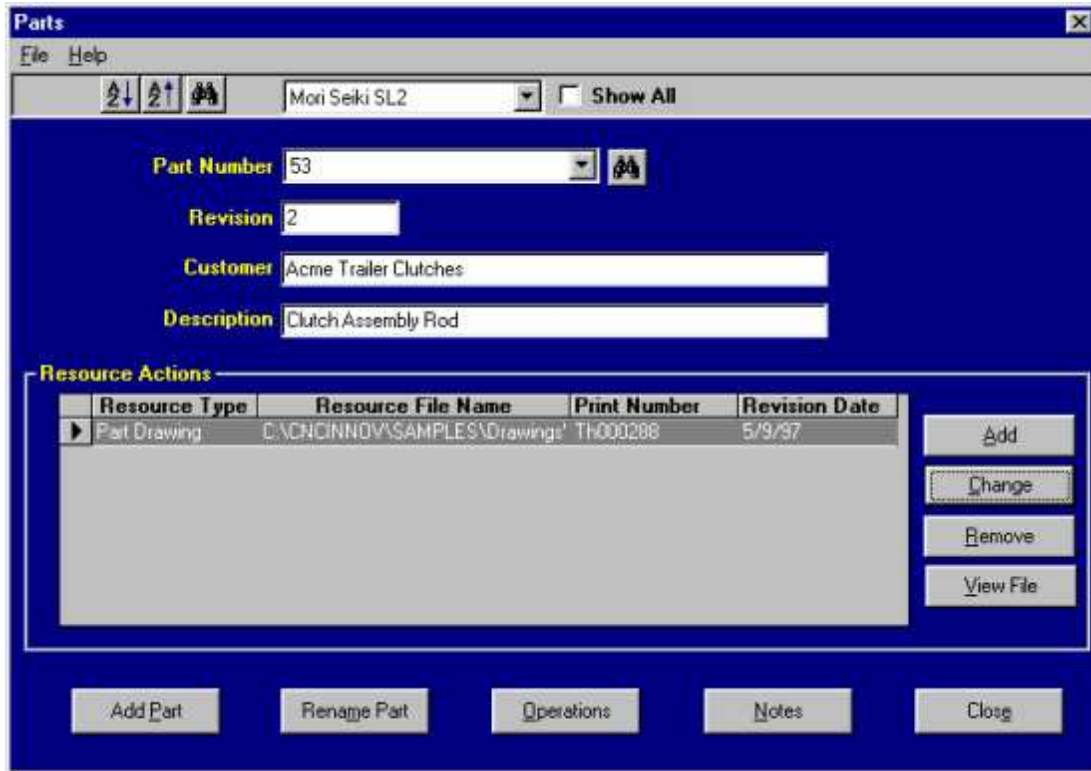 Parts
File Help
Mori Seiki SL2 Show All
Part Number 53
Revision 2
Customer Acme Trailer Clutches
Description Clutch Assembly Rod
Resource Actions
Resource Type Resource File Name Print Number Revision Date
Part Drawing C:\CNCINNOV\SAMPLES\Drawings' Th000288 5/9/97
Add
Change
Remove
View File
Add Part Rename Part Operations Notes Close